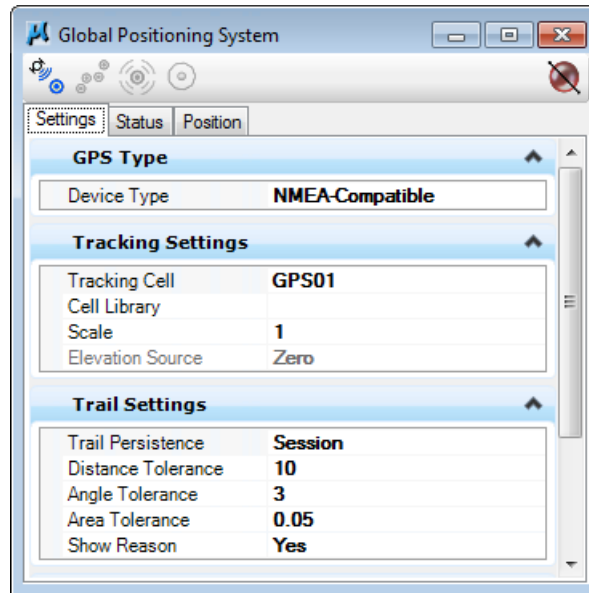 Global Positioning System
Settings Status Position
GPS Type
Device Type NMEA-Compatible
Tracking Settings
Tracking Cell GPS01
Cell Library
Scale 1
Elevation Source Zero
Trail Settings
Trail Persistence Session
Distance Tolerance 10
Angle Tolerance 3
Area Tolerance 0.05
Show Reason Yes